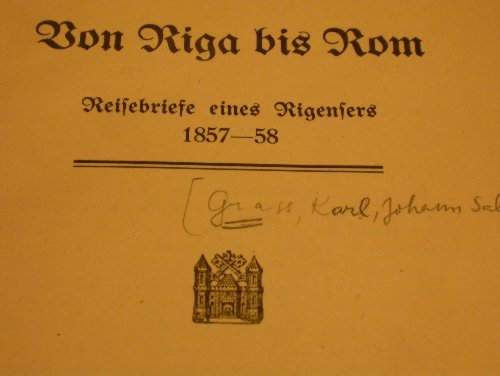 Von Riga bis Rom
Reisebriefe eines Rigensers
1857—58
[Grass, Karl, Johann Sal